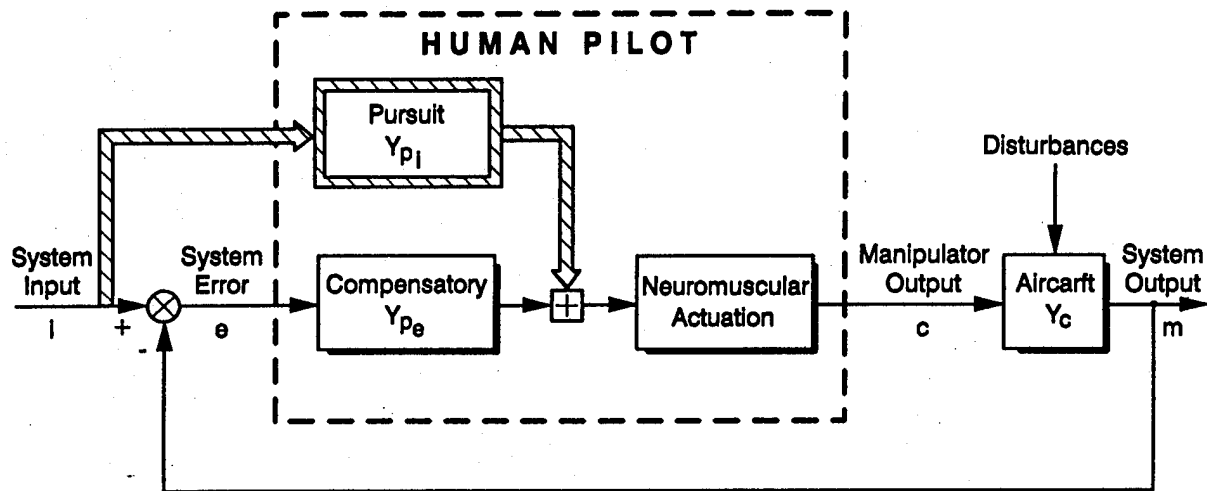 HUMAN PILOT
Pursuit
Y_{p_i}
Disturbances
System
Input
i
+
-
System
Error
e
Compensatory
Y_{p_e}
+
Neuromuscular
Actuation
Manipulator
Output
c
Aircarft
Y_c
System
Output
m